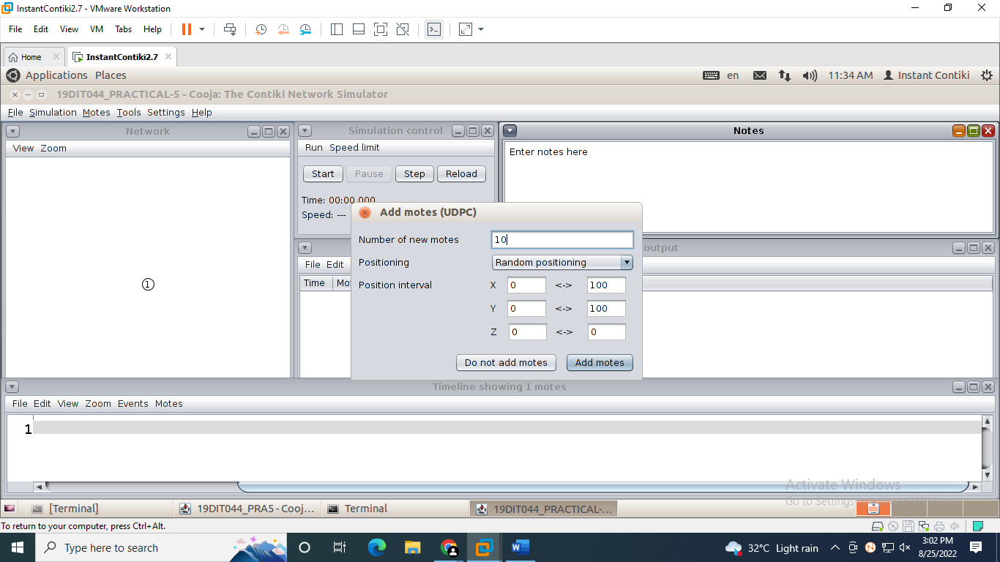 InstantContiki2.7 - VMware Workstation
File Edit View VM Tabs Help
Home InstantContiki2.7
Applications Places en 11:34 AM Instant Contiki
19DIT044_PRACTICAL-5 - Cooja: The Contiki Network Simulator
File Simulation Motes Tools Settings Help
Network
View Zoom
1
Simulation control
Run Speed limit
Start Pause Step Reload
Time: 00:00.000
Speed: ---
Notes
Enter notes here
output
File Edit
Time Mot
Add motes (UDPC)
Number of new motes 10
Positioning Random positioning
Position interval X 0 <-> 100
Y 0 <-> 100
Z 0 <-> 0
Do not add motes Add motes
Timeline showing 1 motes
File Edit View Zoom Events Motes
1
Activate Windows
Go to Settings
[Terminal] 19DIT044_PRA5 - Cooj... Terminal 19DIT044_PRACTICAL-...
To return to your computer, press Ctrl+Alt.
Type here to search 32°C Light rain 3:02 PM
8/25/2022